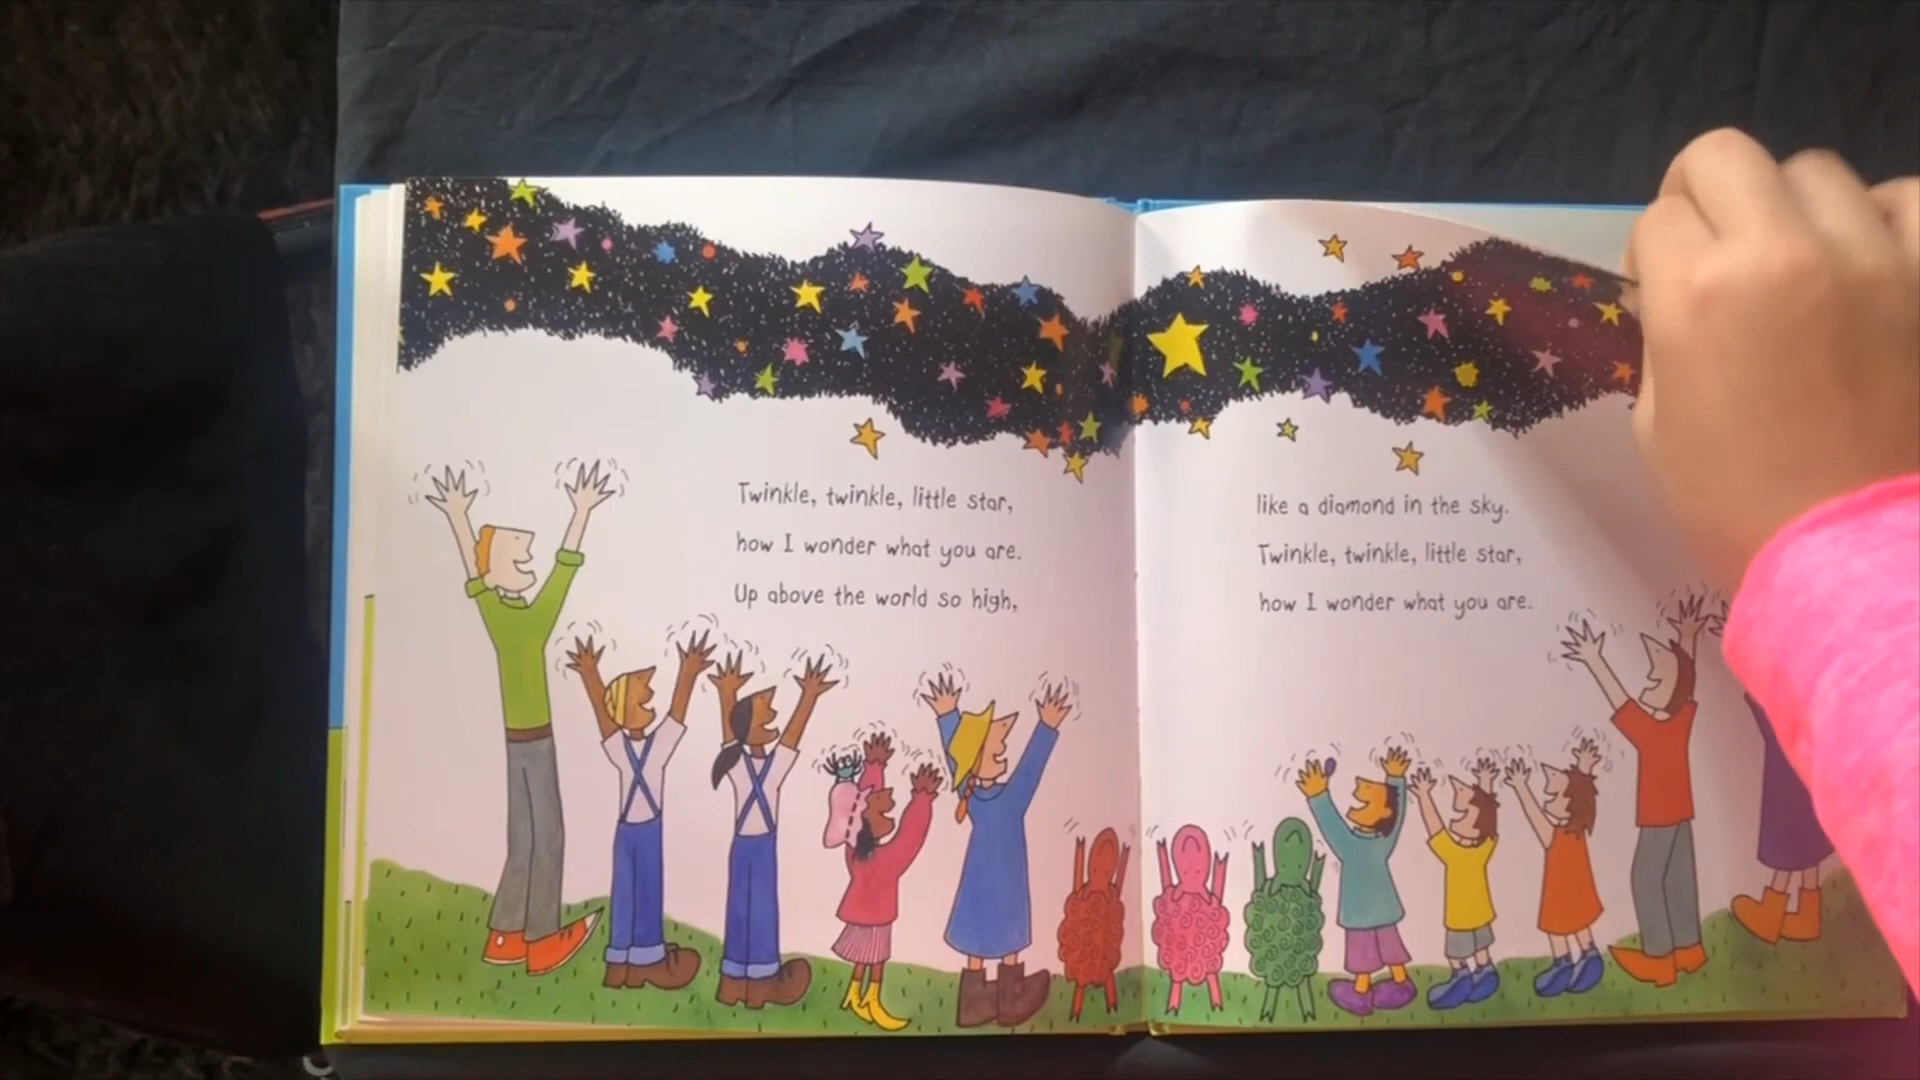 Twinkle, twinkle, little star,
how I wonder what you are.
Up above the world so high,
like a diamond in the sky.
Twinkle, twinkle, little star,
how I wonder what you are.